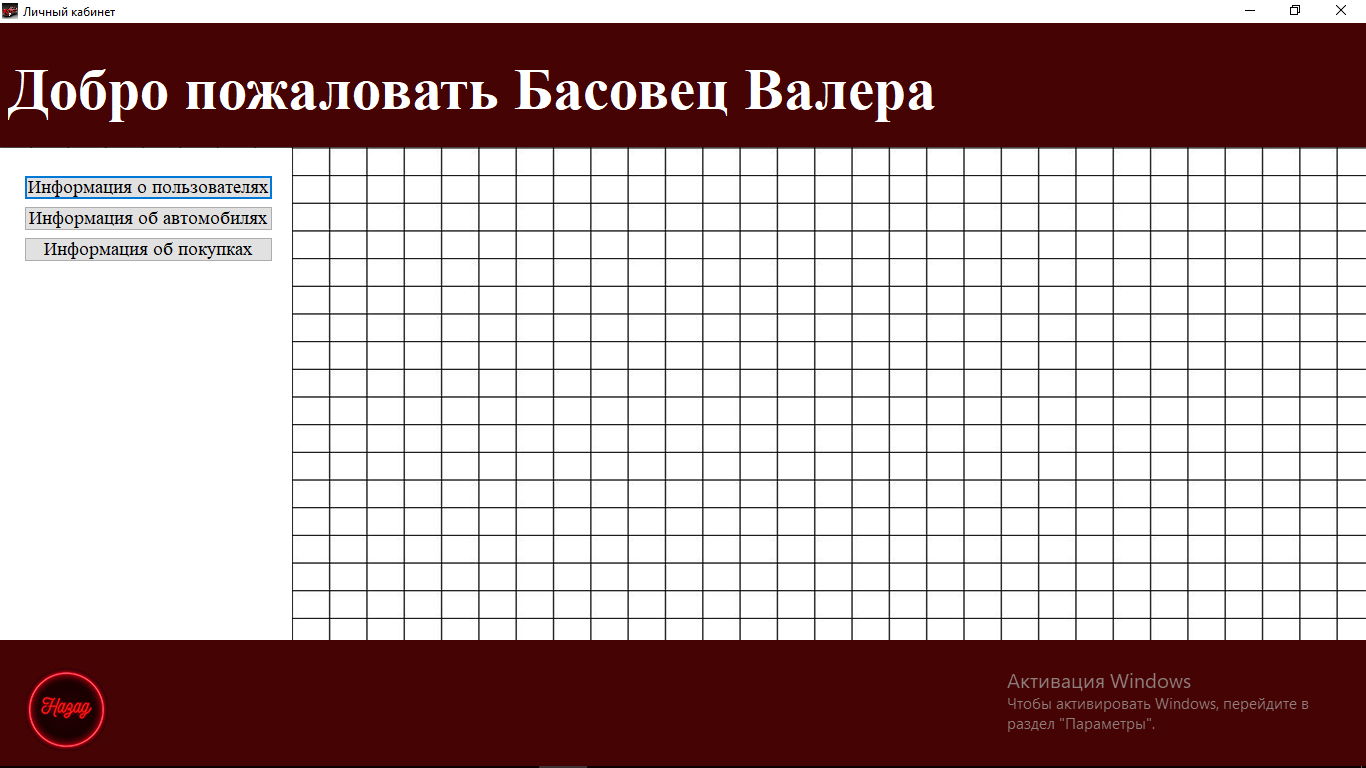 Личный кабинет
Добро пожаловать Басовец Валера
Информация о пользователях
Информация об автомобилях
Информация об покупках
Назад
Активация Windows
Чтобы активировать Windows, перейдите в
раздел "Параметры".